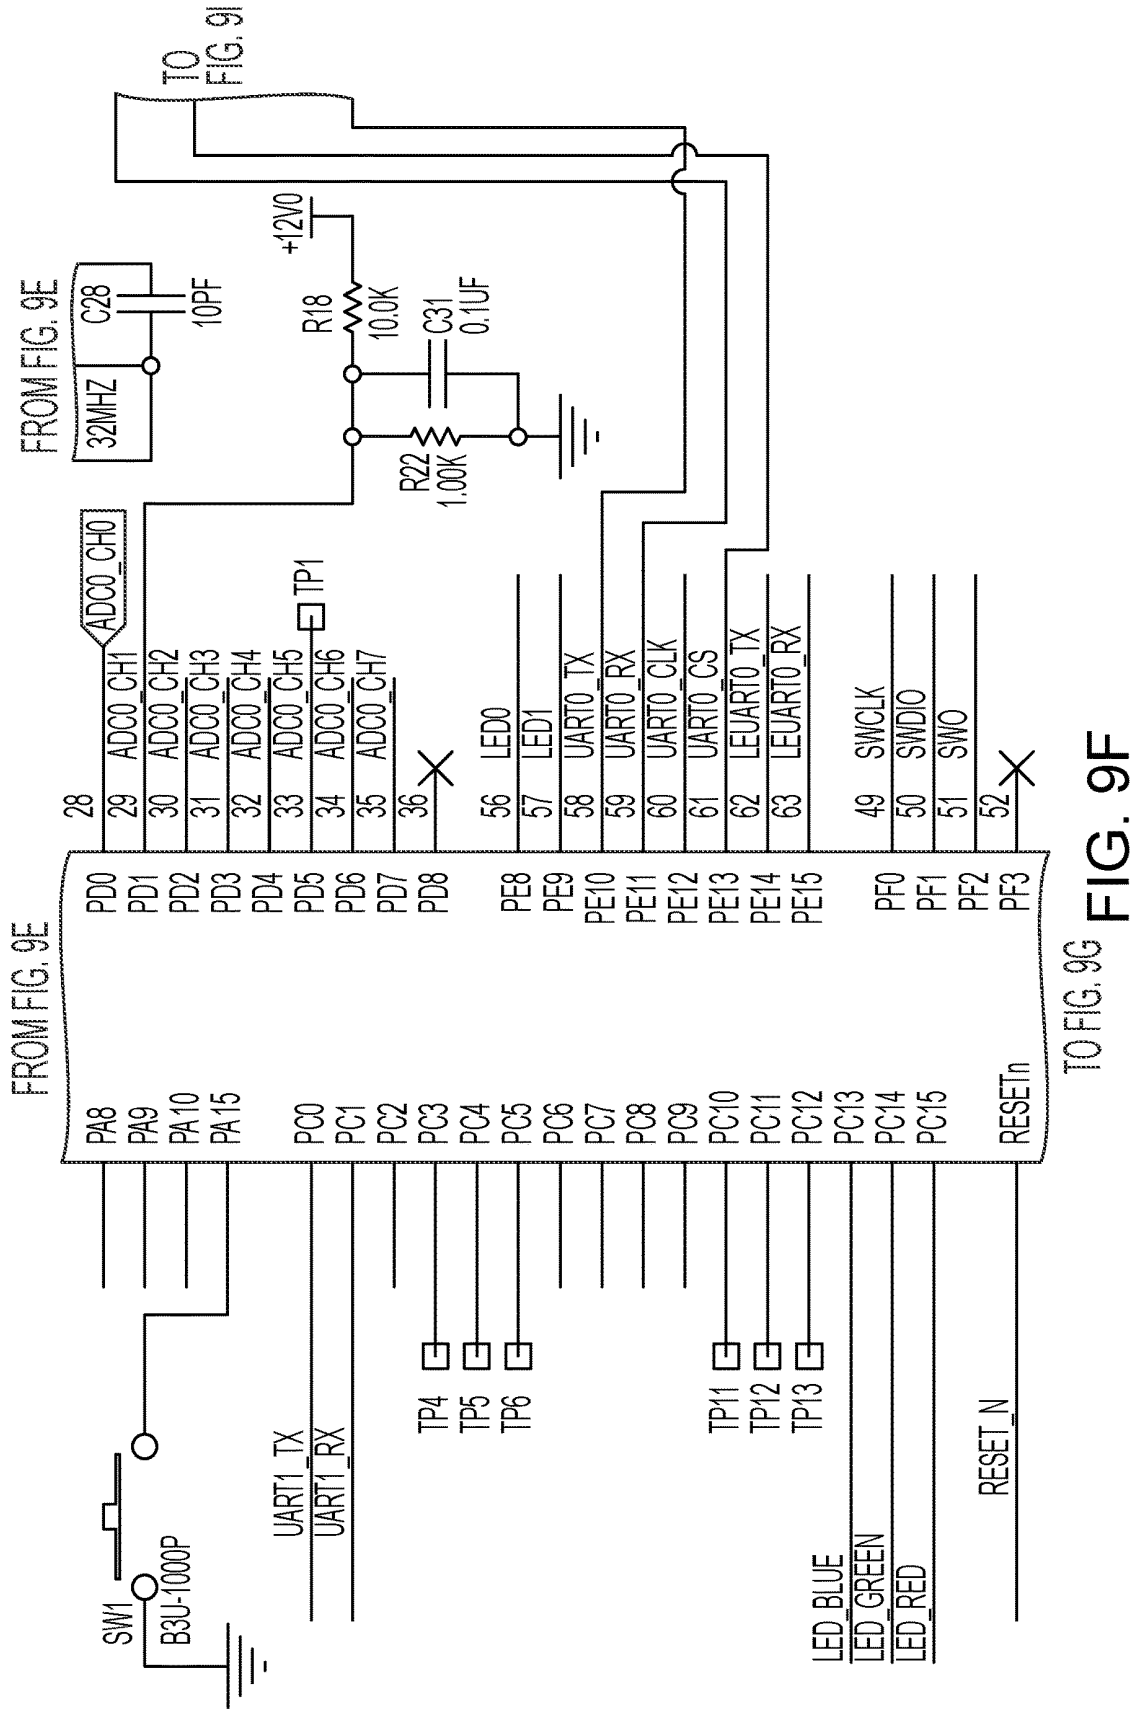 FROM FIG. 9E
FROM FIG. 9E
TO
FIG. 9I
32MHZ
C28
10PF
SW1
B3U-1000P
PA8
PA9
PA10
PA15
UART1_TX
PC0
UART1_RX
PC1
PC2
TP4
PC3
TP5
PC4
TP6
PC5
PC6
PC7
PC8
PC9
TP11
PC10
TP12
PC11
TP13
PC12
LED_BLUE
PC13
LED_GREEN
PC14
LED_RED
PC15
RESET_N
RESETn
PD0 28 ADC0_CH0
PD1 29 ADC0_CH1
PD2 30 ADC0_CH2
PD3 31 ADC0_CH3
PD4 32 ADC0_CH4
PD5 33 ADC0_CH5
TP1
PD6 34 ADC0_CH6
PD7 35 ADC0_CH7
PD8 36
+12V0
R18
10.0K
R22
1.00K
C31
0.1UF
PE8 56 LED0
PE9 57 LED1
PE10 58 UART0_TX
PE11 59 UART0_RX
PE12 60 UART0_CLK
PE13 61 UART0_CS
PE14 62 LEUART0_TX
PE15 63 LEUART0_RX
PF0 49 SWCLK
PF1 50 SWDIO
PF2 51 SWO
PF3 52
TO FIG. 9G
FIG. 9F